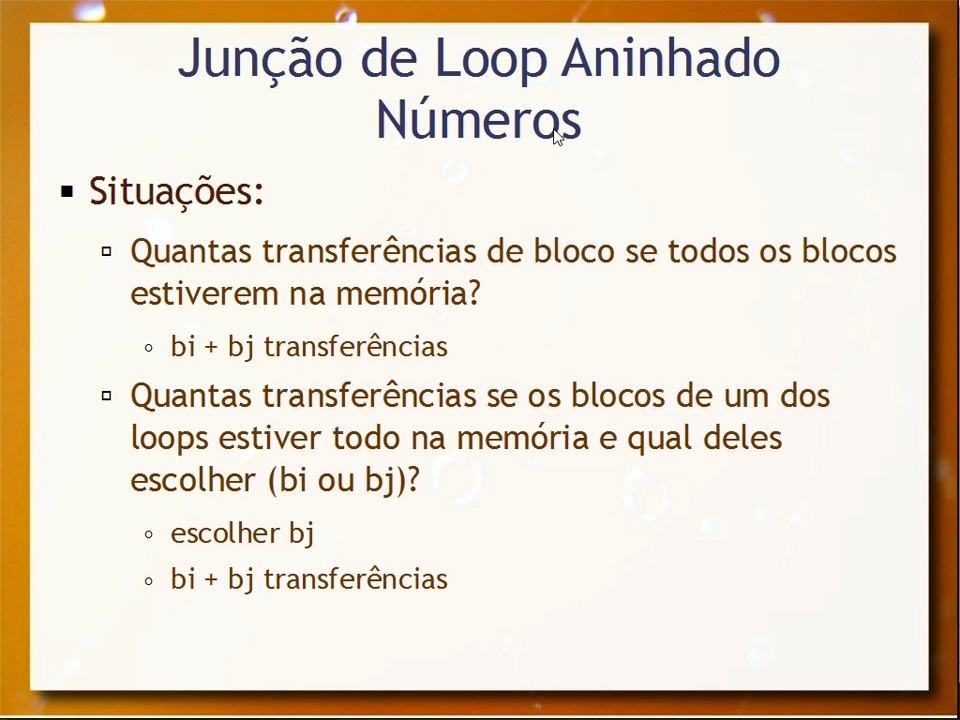 Junção de Loop Aninhado
Números
Situações:
Quantas transferências de bloco se todos os blocos
estiverem na memória?
bi + bj transferências
Quantas transferências se os blocos de um dos
loops estiver todo na memória e qual deles
escolher (bi ou bj)?
escolher bj
bi + bj transferências